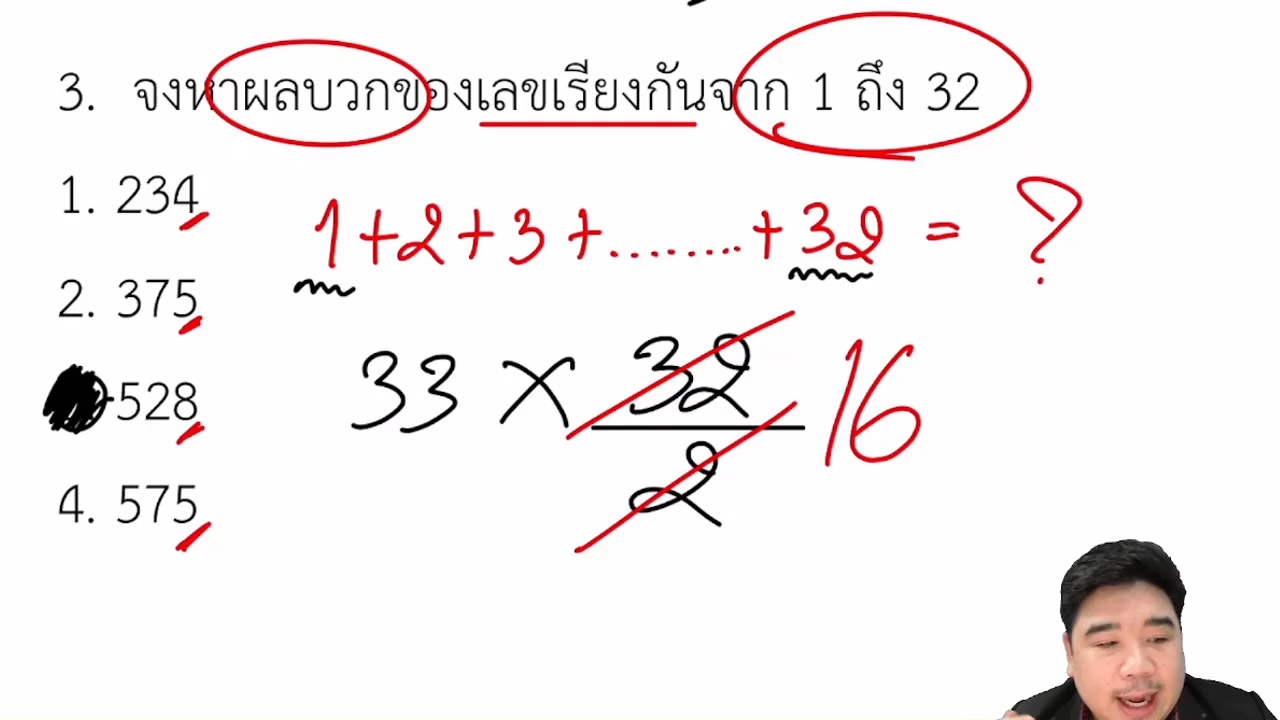 3. จงหาผลบวกของเลขเรียงกันจาก 1 ถึง 32
1. 234
1+2+3+........+32 = ?
2. 375
33 × 32/2 16
528
4. 575